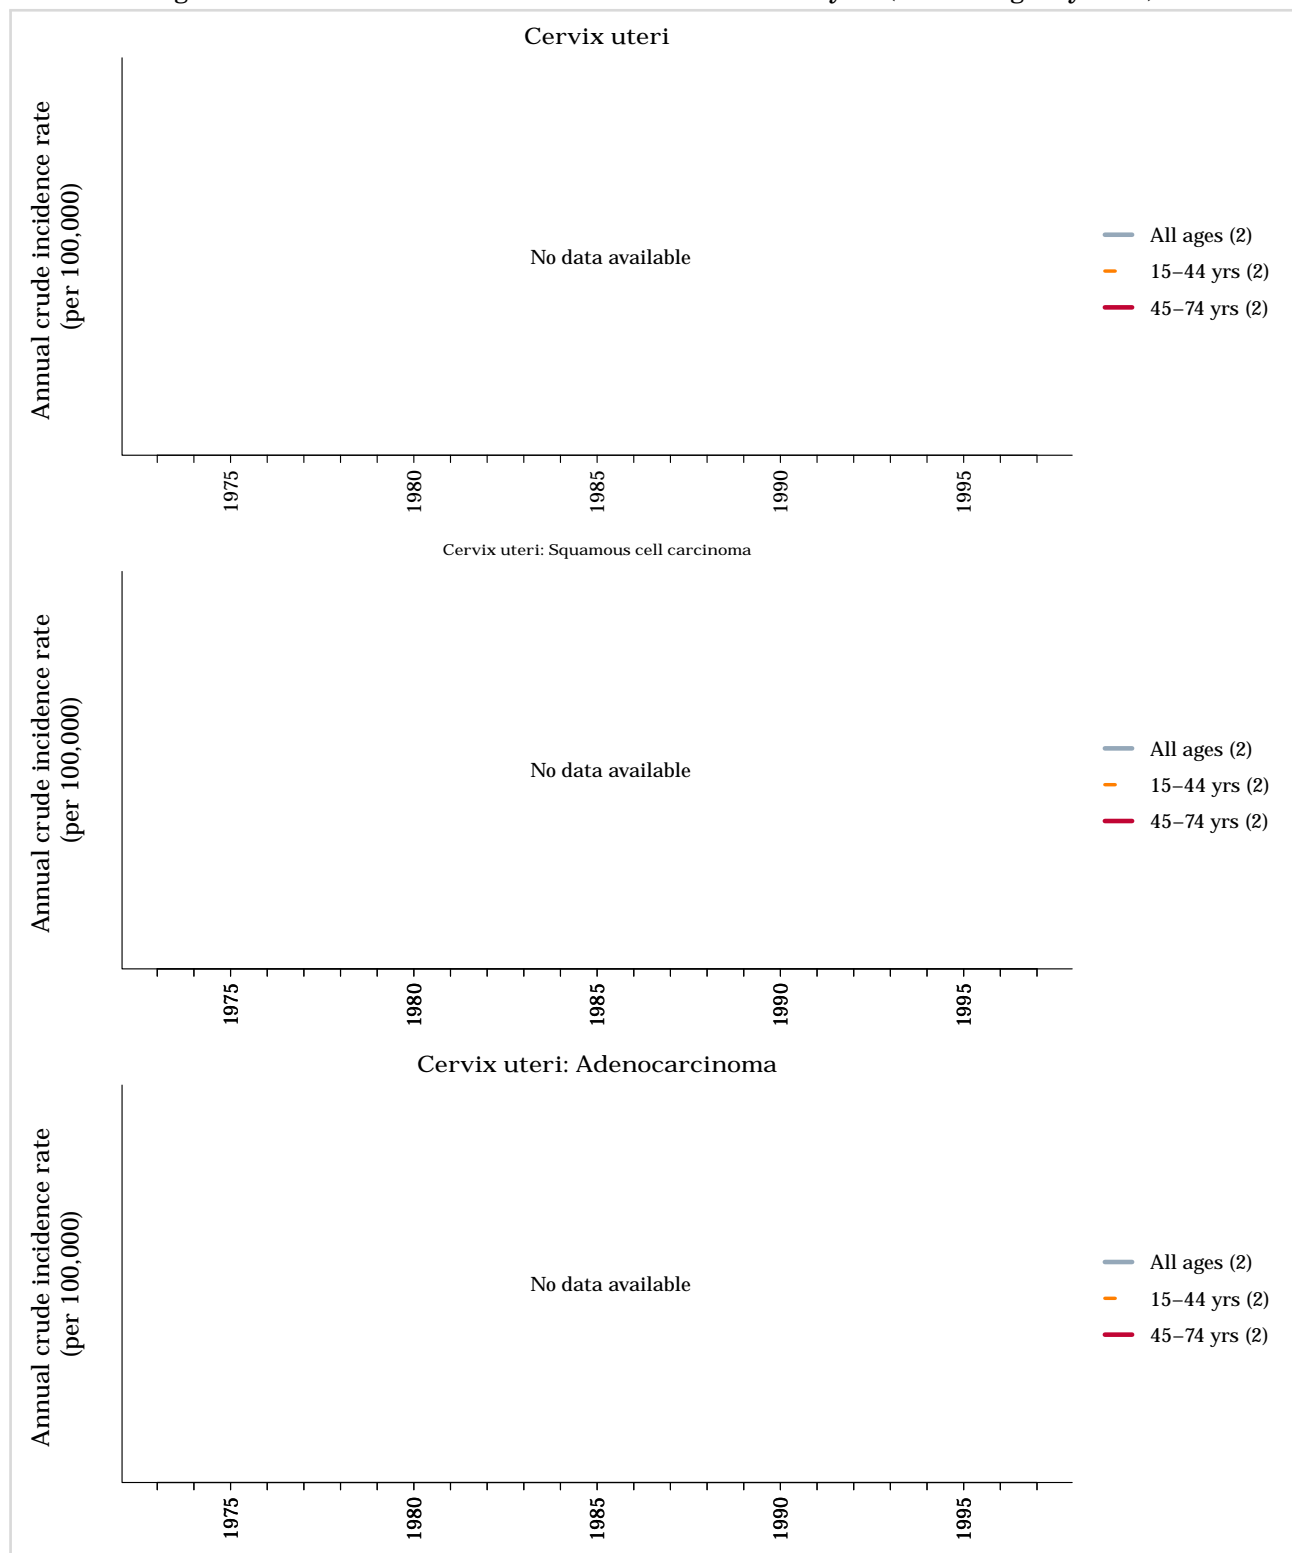 Cervix uteri
Annual crude incidence rate
(per 100,000)
No data available
All ages (2)
15–44 yrs (2)
45–74 yrs (2)
1975
1980
1985
1990
1995
Cervix uteri: Squamous cell carcinoma
Annual crude incidence rate
(per 100,000)
No data available
All ages (2)
15–44 yrs (2)
45–74 yrs (2)
1975
1980
1985
1990
1995
Cervix uteri: Adenocarcinoma
Annual crude incidence rate
(per 100,000)
No data available
All ages (2)
15–44 yrs (2)
45–74 yrs (2)
1975
1980
1985
1990
1995